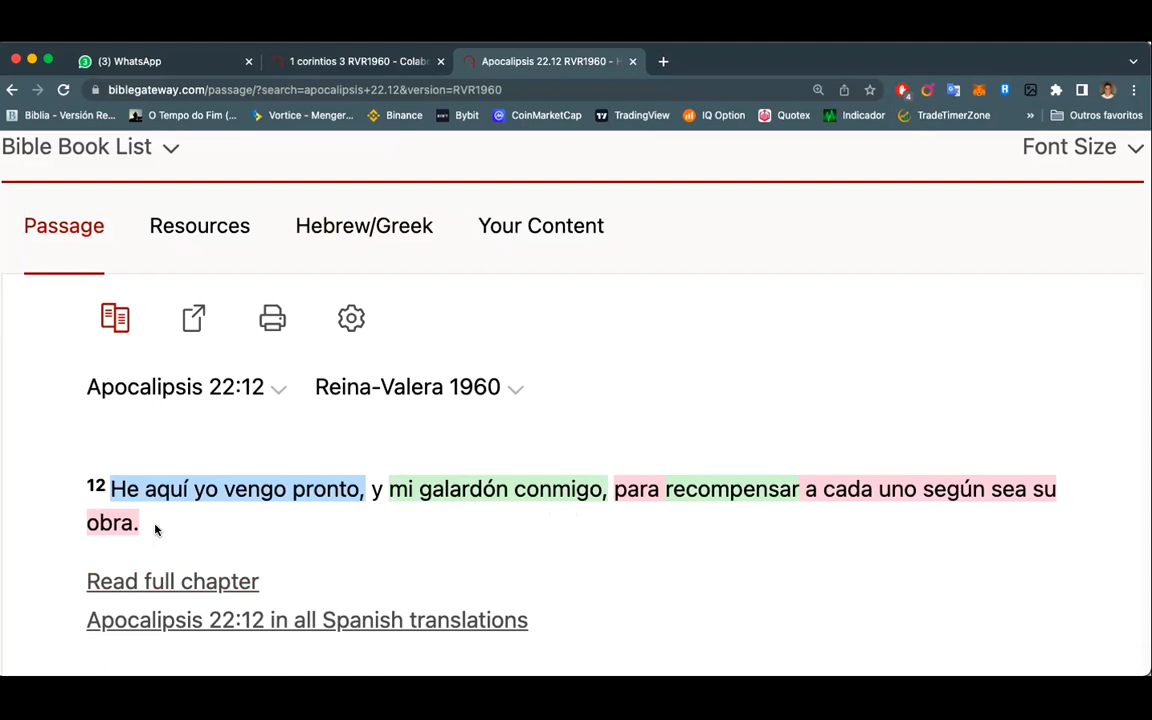 (3) WhatsApp
1 corintios 3 RVR1960 - Colab
Apocalipsis 22.12 RVR1960 - H
biblegateway.com/passage/?search=apocalipsis+22.12&version=RVR1960
4
Biblia - Versión Re... O Tempo do Fim (... Vortice - Menger... Binance Bybit CoinMarketCap TradingView IQ Option Quotex Indicador TradeTimerZone » Outros favoritos
Bible Book List Font Size
Passage Resources Hebrew/Greek Your Content
Apocalipsis 22:12 Reina-Valera 1960
12 He aquí yo vengo pronto, y mi galardón conmigo, para recompensar a cada uno según sea su
obra.
Read full chapter
Apocalipsis 22:12 in all Spanish translations